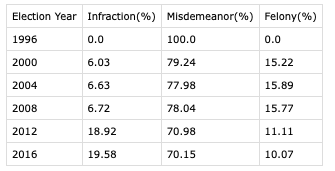 Election Year Infraction(%) Misdemeanor(%) Felony(%)
1996 0.0 100.0 0.0
2000 6.03 79.24 15.22
2004 6.63 77.98 15.89
2008 6.72 78.04 15.77
2012 18.92 70.98 11.11
2016 19.58 70.15 10.07